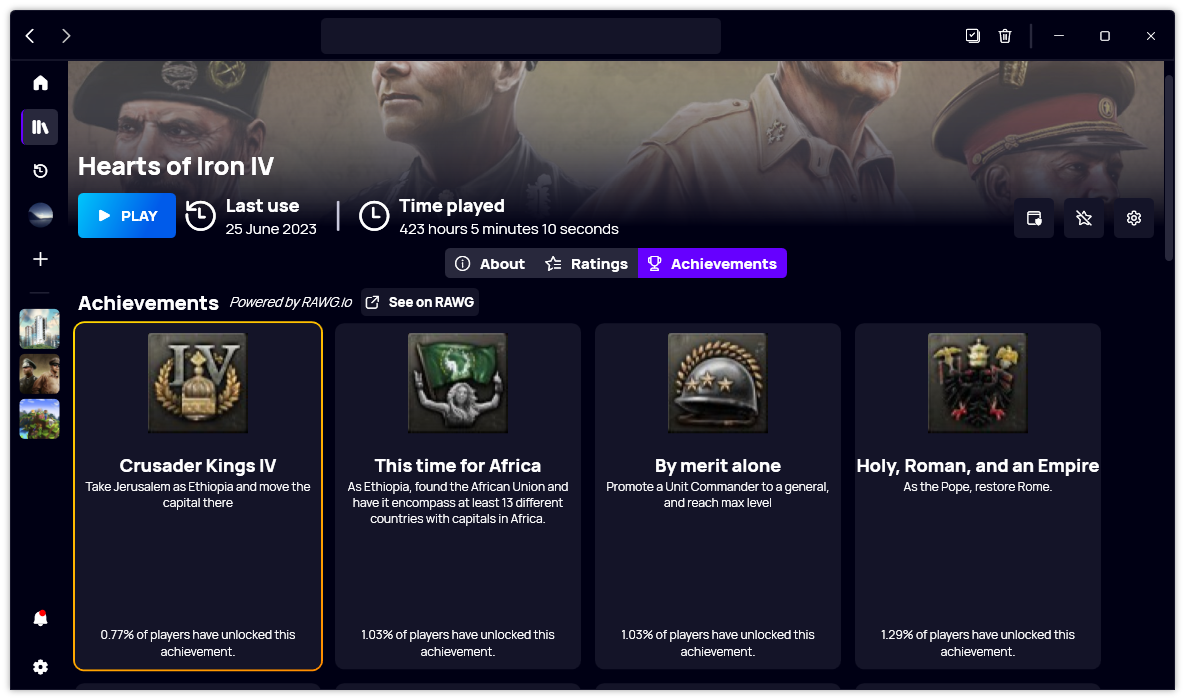 Hearts of Iron IV
PLAY
Last use
25 June 2023
Time played
423 hours 5 minutes 10 seconds
About
Ratings
Achievements
Achievements
Powered by RAWG.io
See on RAWG
IV
Crusader Kings IV
Take Jerusalem as Ethiopia and move the
capital there
0.77% of players have unlocked this
achievement.
This time for Africa
As Ethiopia, found the African Union and
have it encompass at least 13 different
countries with capitals in Africa.
1.03% of players have unlocked this
achievement.
By merit alone
Promote a Unit Commander to a general,
and reach max level
1.03% of players have unlocked this
achievement.
Holy, Roman, and an Empire
As the Pope, restore Rome.
1.29% of players have unlocked this
achievement.